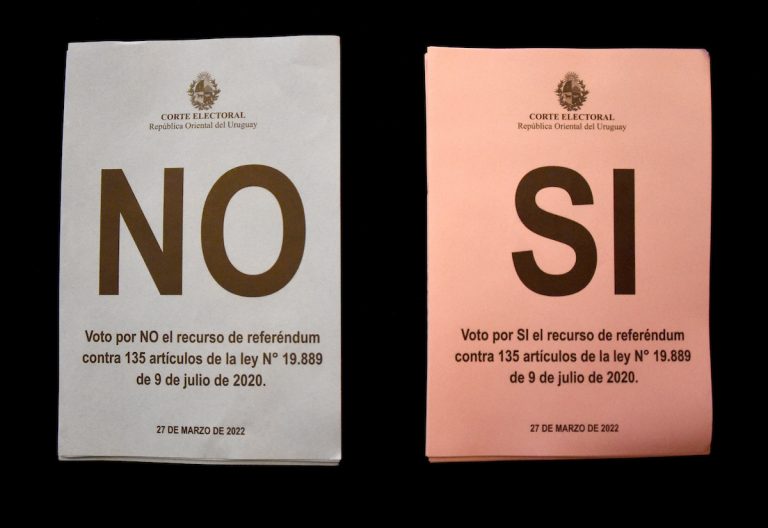 CORTE ELECTORAL
República Oriental del Uruguay
NO
Voto por NO el recurso de referéndum
contra 135 artículos de la ley N° 19.889
de 9 de julio de 2020.
27 DE MARZO DE 2022
CORTE ELECTORAL
República Oriental del Uruguay
SI
Voto por SI el recurso de referéndum
contra 135 artículos de la ley N° 19.889
de 9 de julio de 2020.
27 DE MARZO DE 2022